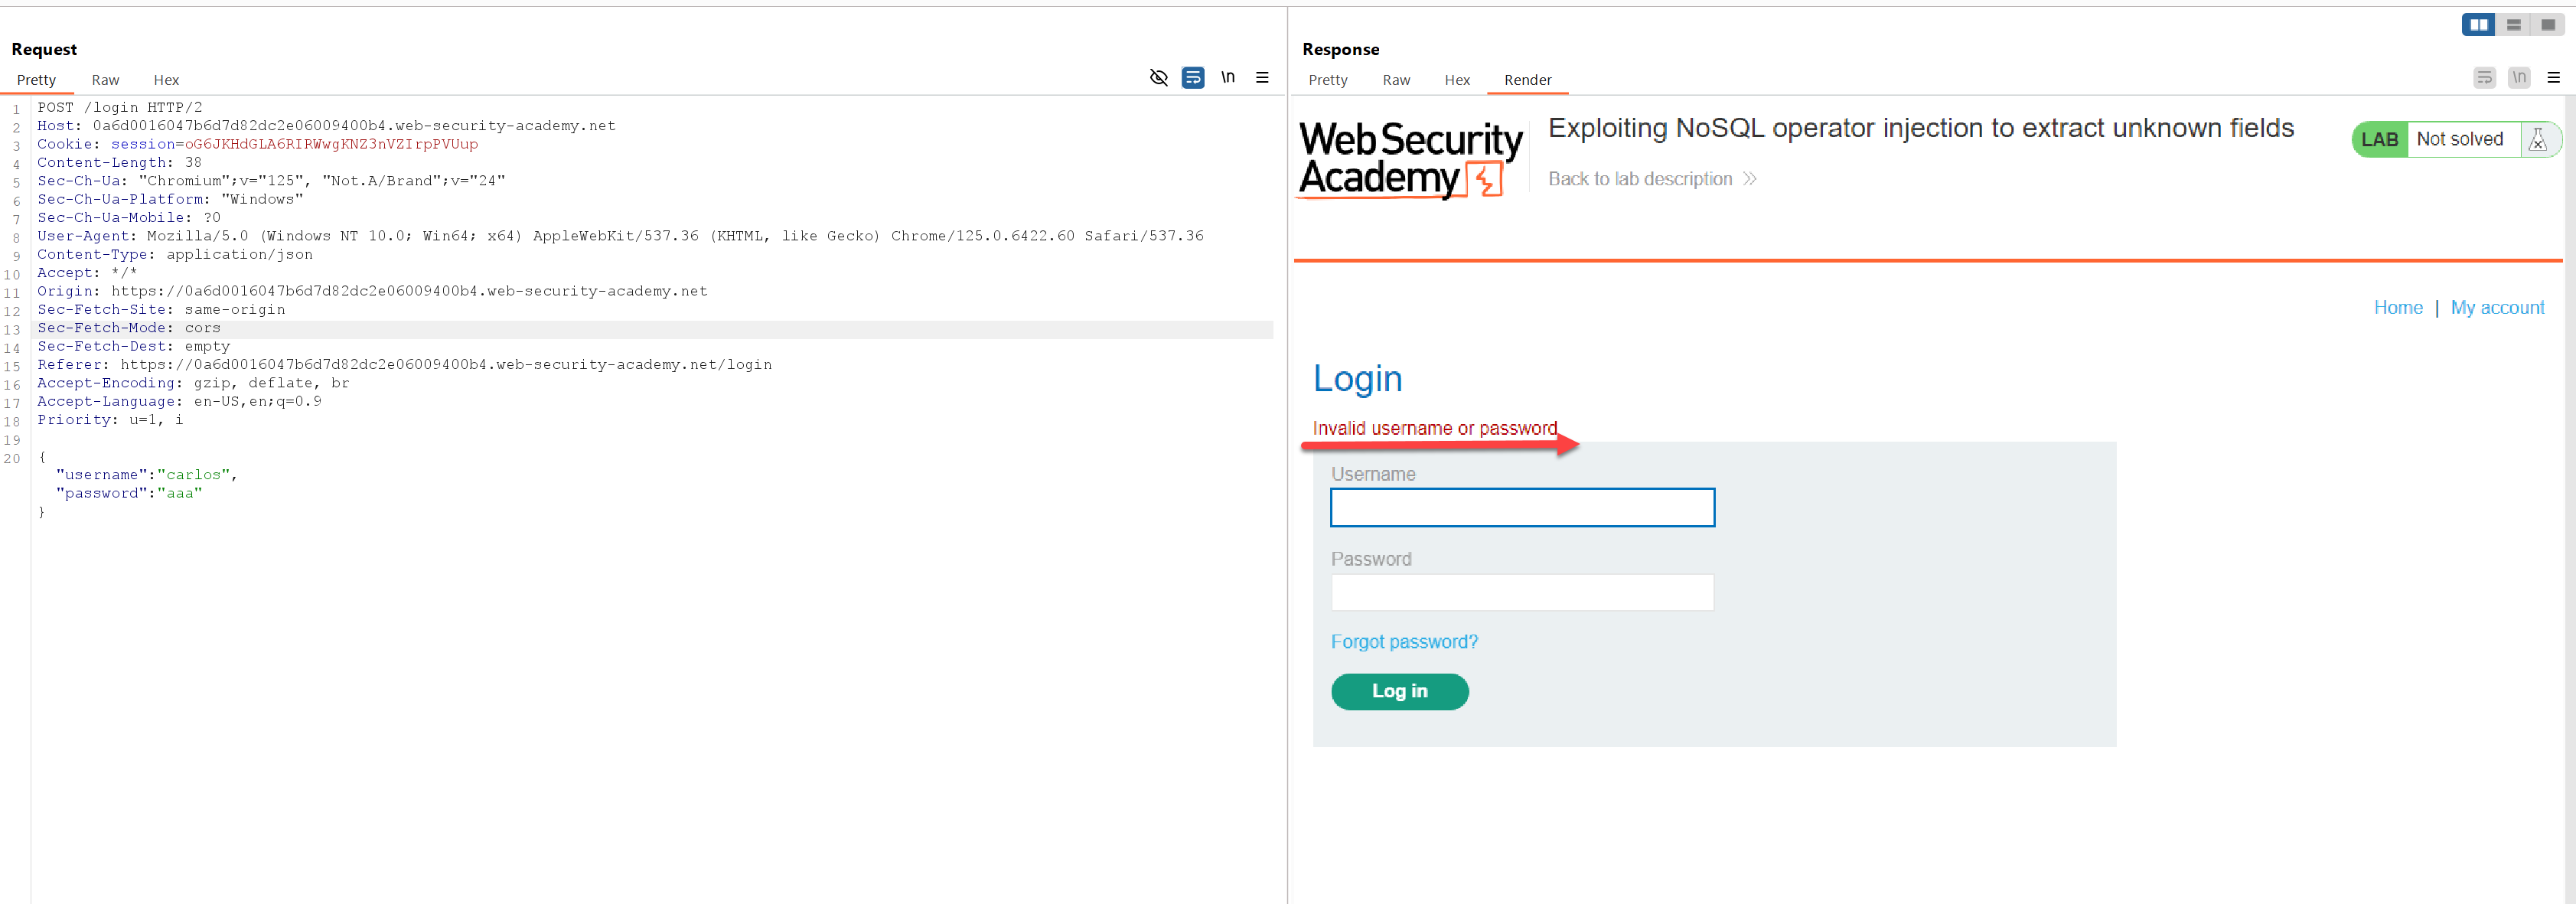 Request
Pretty Raw Hex
\n
1 POST /login HTTP/2
2 Host: 0a6d0016047b6d7d82dc2e06009400b4.web-security-academy.net
3 Cookie: session=oG6JKHdGLA6RIRWwgKNZ3nVZIrpPVUup
4 Content-Length: 38
5 Sec-Ch-Ua: "Chromium";v="125", "Not.A/Brand";v="24"
6 Sec-Ch-Ua-Platform: "Windows"
7 Sec-Ch-Ua-Mobile: ?0
8 User-Agent: Mozilla/5.0 (Windows NT 10.0; Win64; x64) AppleWebKit/537.36 (KHTML, like Gecko) Chrome/125.0.6422.60 Safari/537.36
9 Content-Type: application/json
10 Accept: */*
11 Origin: https://0a6d0016047b6d7d82dc2e06009400b4.web-security-academy.net
12 Sec-Fetch-Site: same-origin
13 Sec-Fetch-Mode: cors
14 Sec-Fetch-Dest: empty
15 Referer: https://0a6d0016047b6d7d82dc2e06009400b4.web-security-academy.net/login
16 Accept-Encoding: gzip, deflate, br
17 Accept-Language: en-US,en;q=0.9
18 Priority: u=1, i
19
20 {
"username":"carlos",
"password":"aaa"
}
Response
Pretty Raw Hex Render
\n
Web Security
Academy
Exploiting NoSQL operator injection to extract unknown fields
Back to lab description
LAB Not solved
Home | My account
Login
Invalid username or password
Username
Password
Forgot password?
Log in